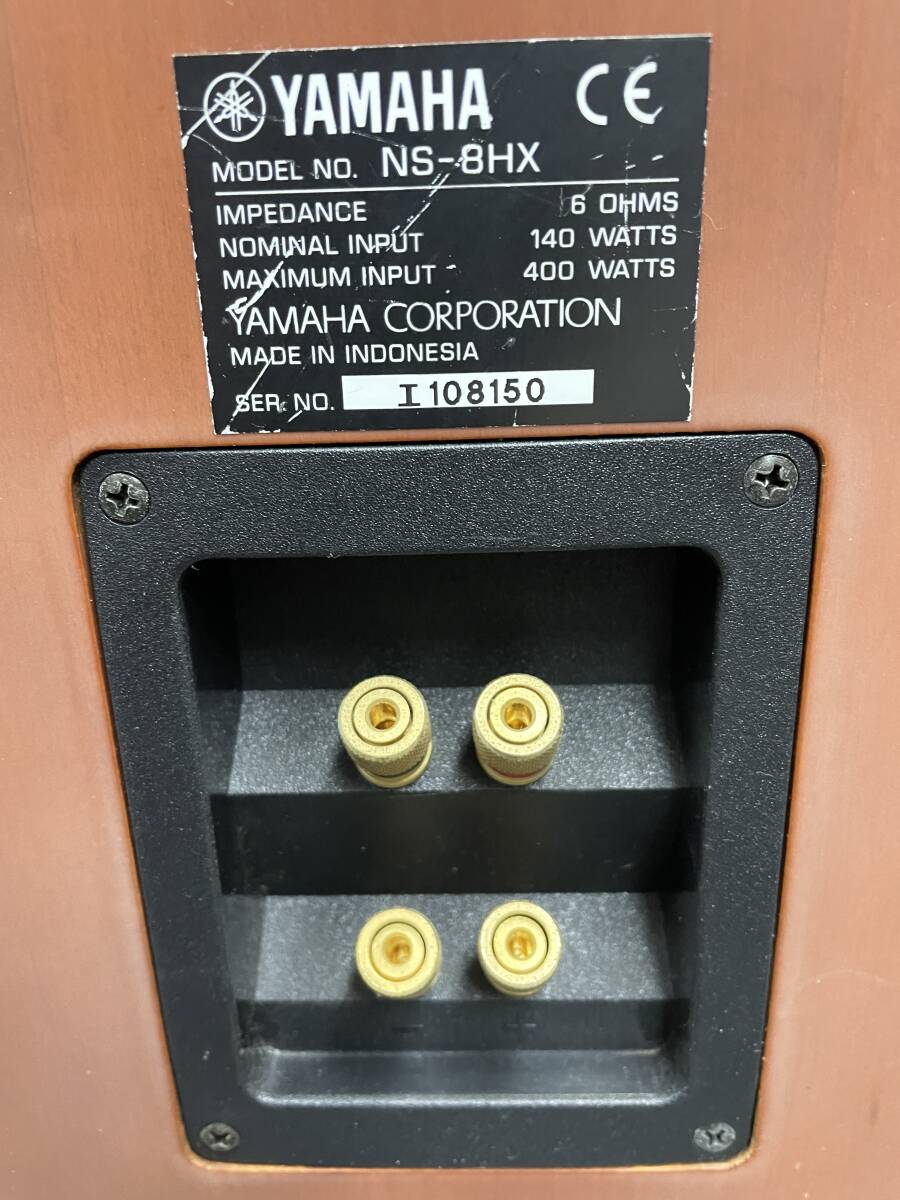 YAMAHA CE
MODEL NO. NS-8HX
IMPEDANCE 6 OHMS
NOMINAL INPUT 140 WATTS
MAXIMUM INPUT 400 WATTS
YAMAHA CORPORATION
MADE IN INDONESIA
SER. NO. I108150
− +